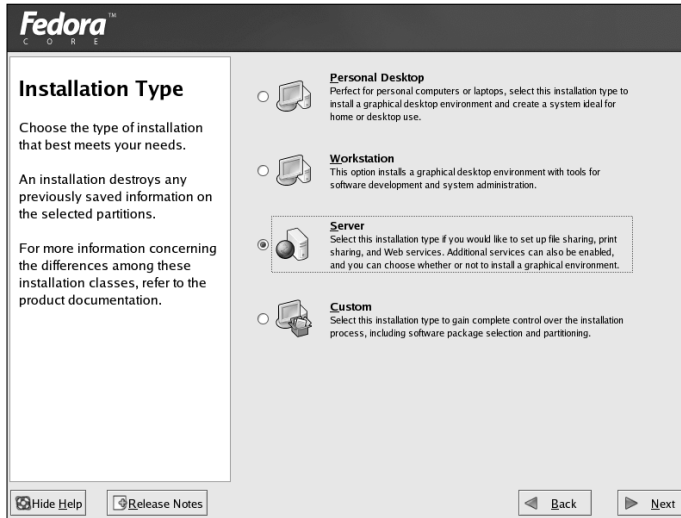 Fedora™
CORE
Installation Type
Choose the type of installation
that best meets your needs.
An installation destroys any
previously saved information on
the selected partitions.
For more information concerning
the differences among these
installation classes, refer to the
product documentation.
Personal Desktop
Perfect for personal computers or laptops, select this installation type to
install a graphical desktop environment and create a system ideal for
home or desktop use.
Workstation
This option installs a graphical desktop environment with tools for
software development and system administration.
Server
Select this installation type if you would like to set up file sharing, print
sharing, and Web services. Additional services can also be enabled,
and you can choose whether or not to install a graphical environment.
Custom
Select this installation type to gain complete control over the installation
process, including software package selection and partitioning.
Hide Help
Release Notes
Back
Next